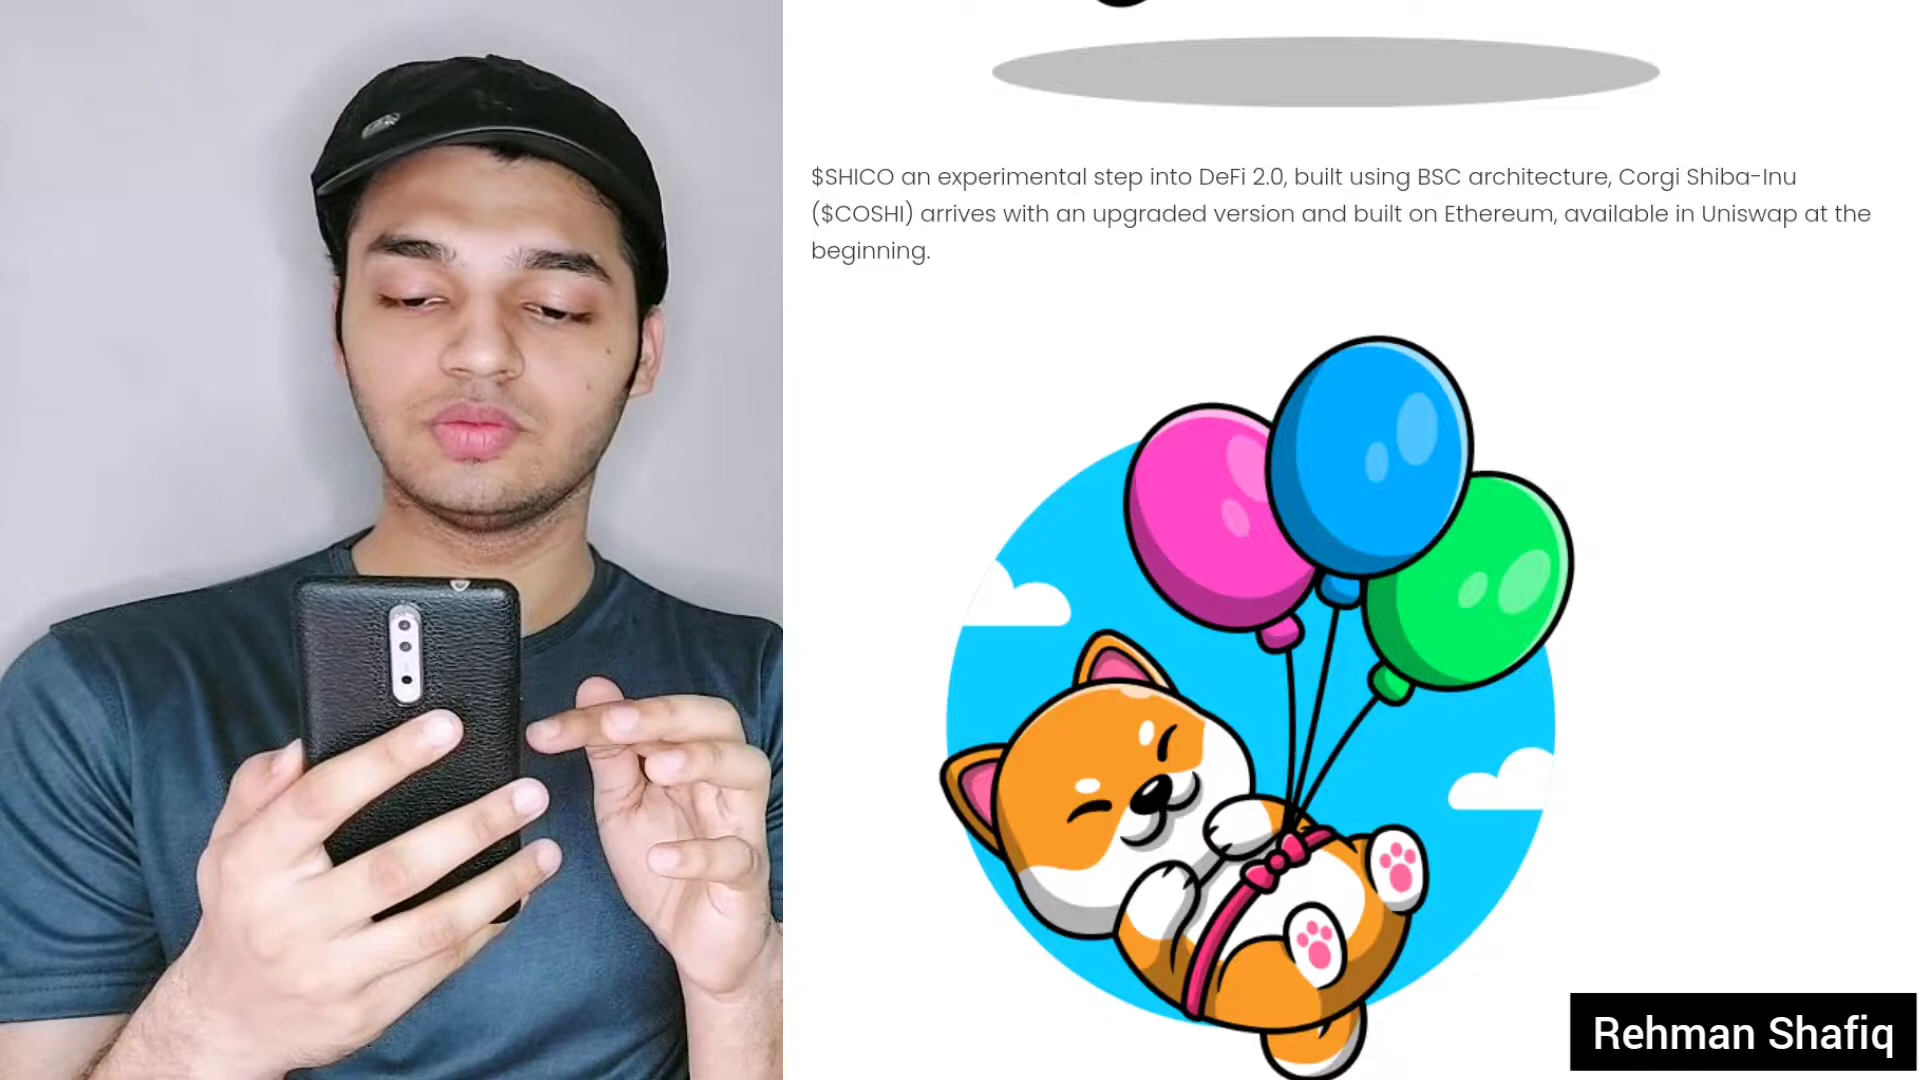 $SHICO an experimental step into DeFi 2.0, built using BSC architecture, Corgi Shiba-Inu
($COSHI) arrives with an upgraded version and built on Ethereum, available in Uniswap at the
beginning.
Rehman Shafiq